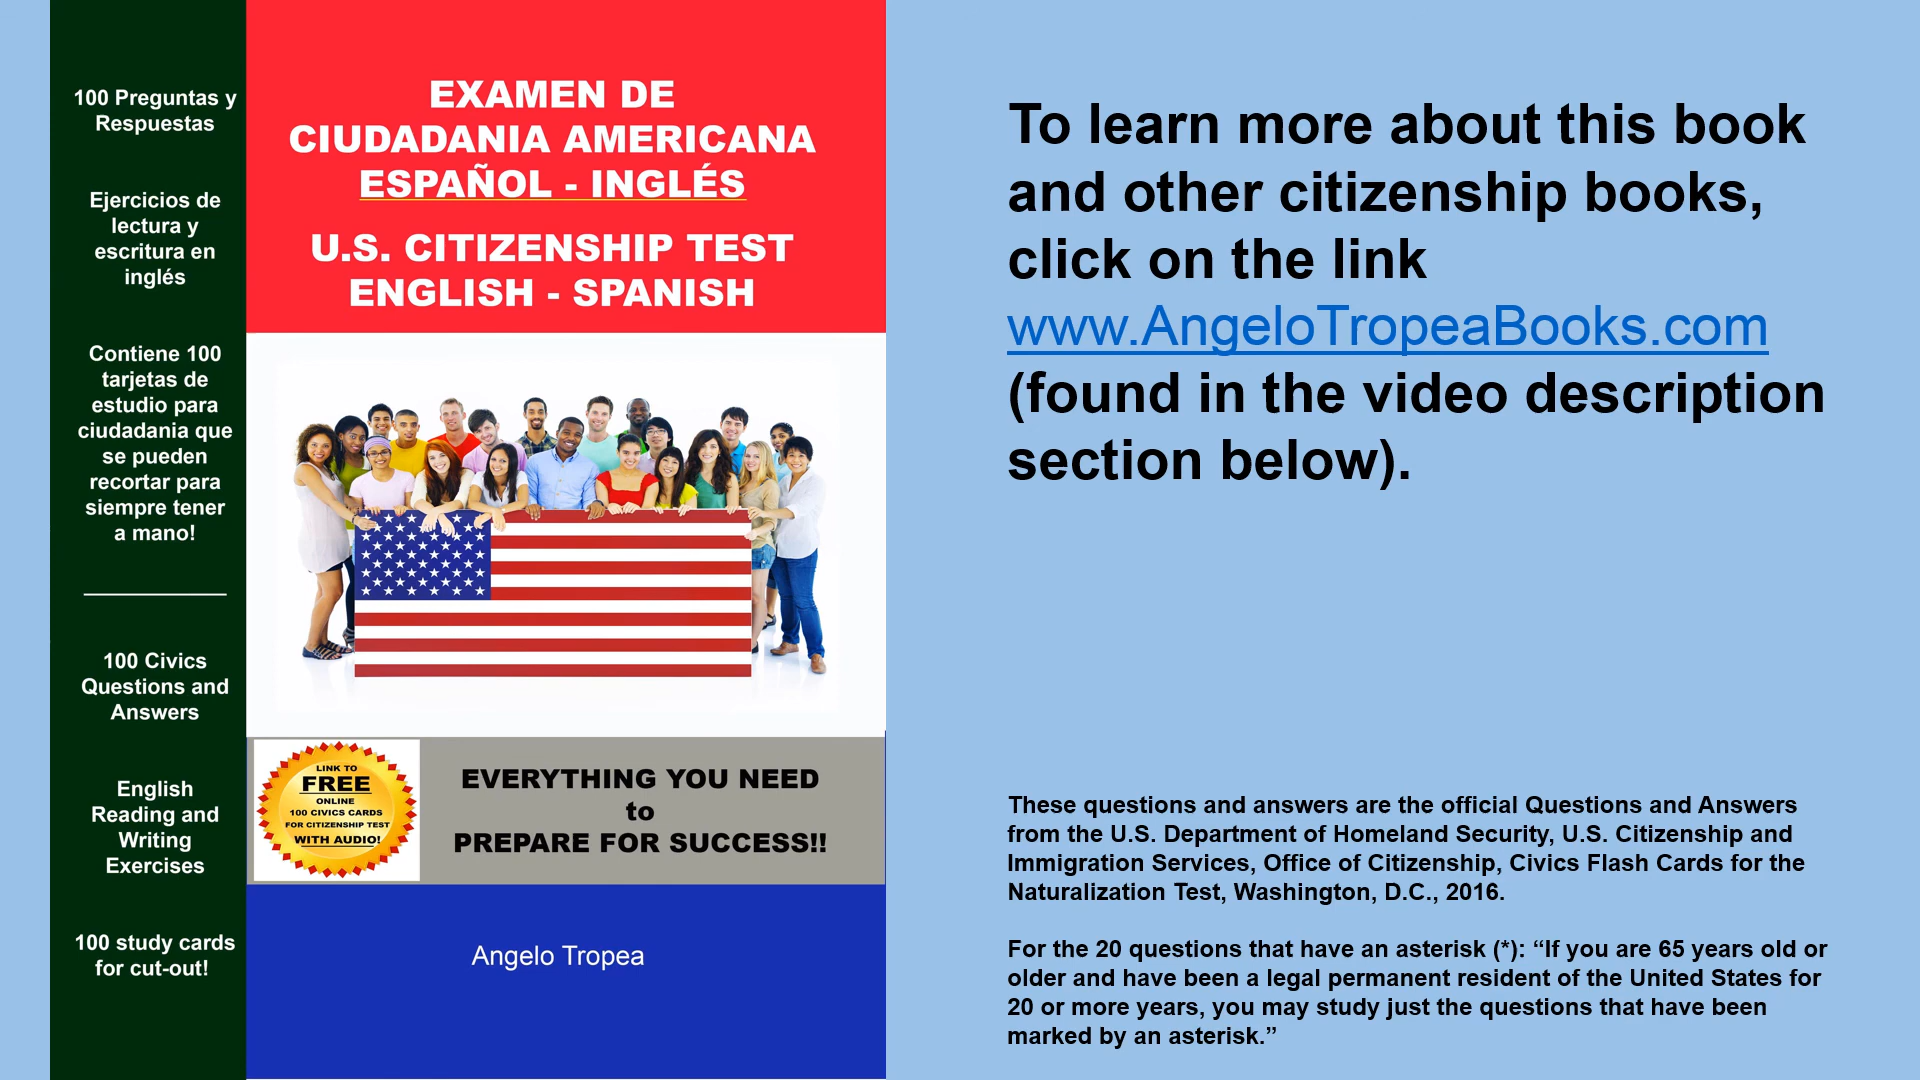 100 Preguntas y
Respuestas
Ejercicios de
lectura y
escritura en
inglés
Contiene 100
tarjetas de
estudio para
ciudadania que
se pueden
recortar para
siempre tener
a mano!
100 Civics
Questions and
Answers
English
Reading and
Writing
Exercises
100 study cards
for cut-out!
EXAMEN DE
CIUDADANIA AMERICANA
ESPAÑOL - INGLÉS
U.S. CITIZENSHIP TEST
ENGLISH - SPANISH
LINK TO
FREE
ONLINE
100 CIVICS CARDS
FOR CITIZENSHIP TEST
WITH AUDIO!
EVERYTHING YOU NEED
to
PREPARE FOR SUCCESS!!
Angelo Tropea
To learn more about this book
and other citizenship books,
click on the link
www.AngeloTropeaBooks.com
(found in the video description
section below).
These questions and answers are the official Questions and Answers
from the U.S. Department of Homeland Security, U.S. Citizenship and
Immigration Services, Office of Citizenship, Civics Flash Cards for the
Naturalization Test, Washington, D.C., 2016.
For the 20 questions that have an asterisk (*): “If you are 65 years old or
older and have been a legal permanent resident of the United States for
20 or more years, you may study just the questions that have been
marked by an asterisk.”